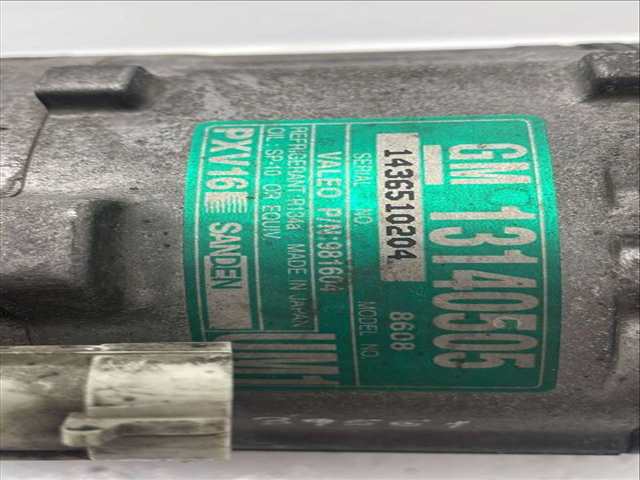 GM 13140505
SERIAL NO. MODEL NO.
1436510204 8608
VALEO P/N:981604
REFRIGERANT R134a MADE IN JAPAN
OIL: SP-10 OR EQUIV.
PXV16 SANDEN